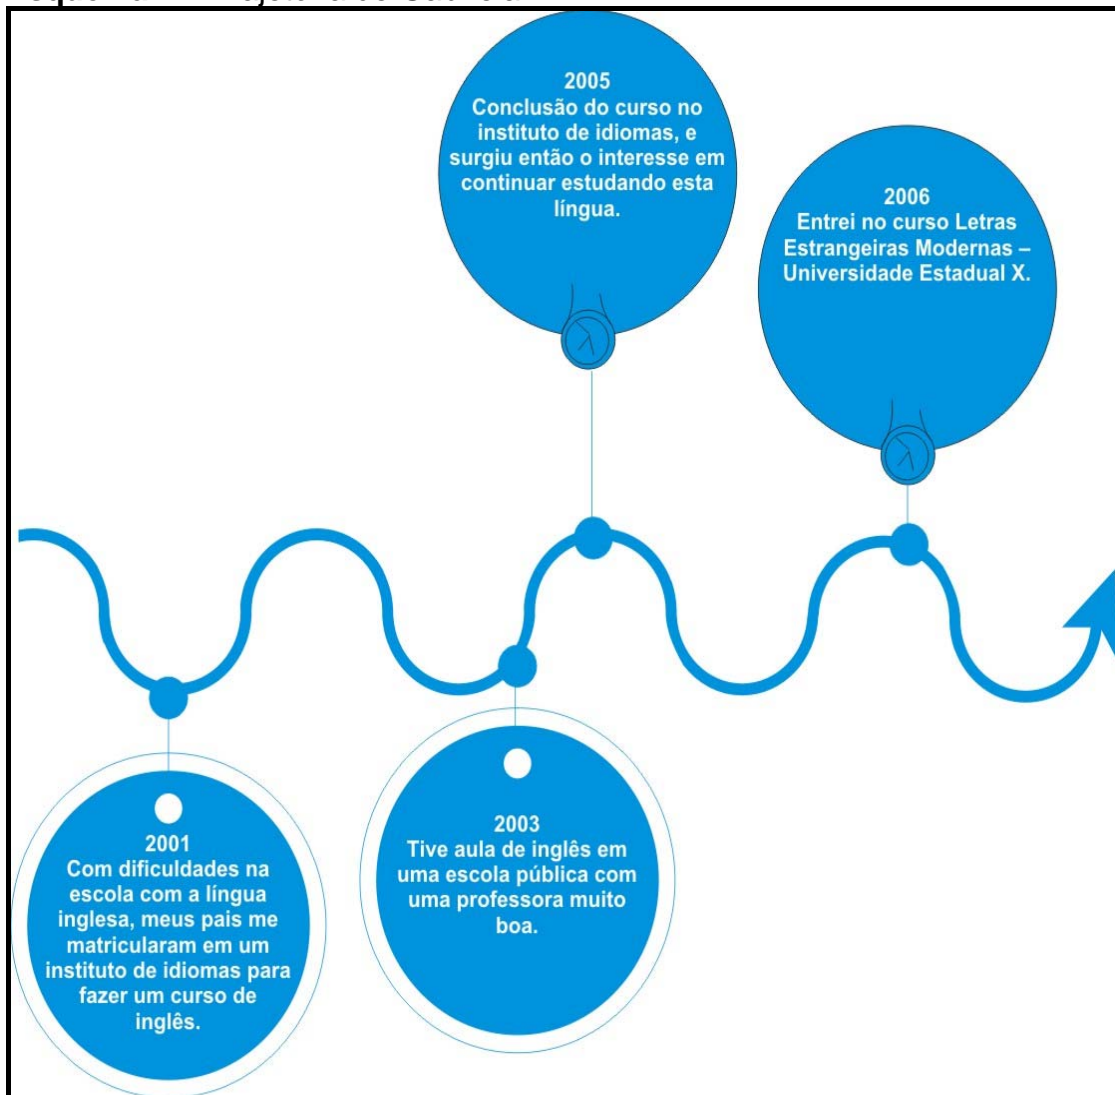 2005
Conclusão do curso no
instituto de idiomas, e
surgiu então o interesse em
continuar estudando esta
língua.
2006
Entrei no curso Letras
Estrangeiras Modernas –
Universidade Estadual X.
2001
Com dificuldades na
escola com a língua
inglesa, meus pais me
matricularam em um
instituto de idiomas para
fazer um curso de
inglês.
2003
Tive aula de inglês em
uma escola pública com
uma professora muito
boa.